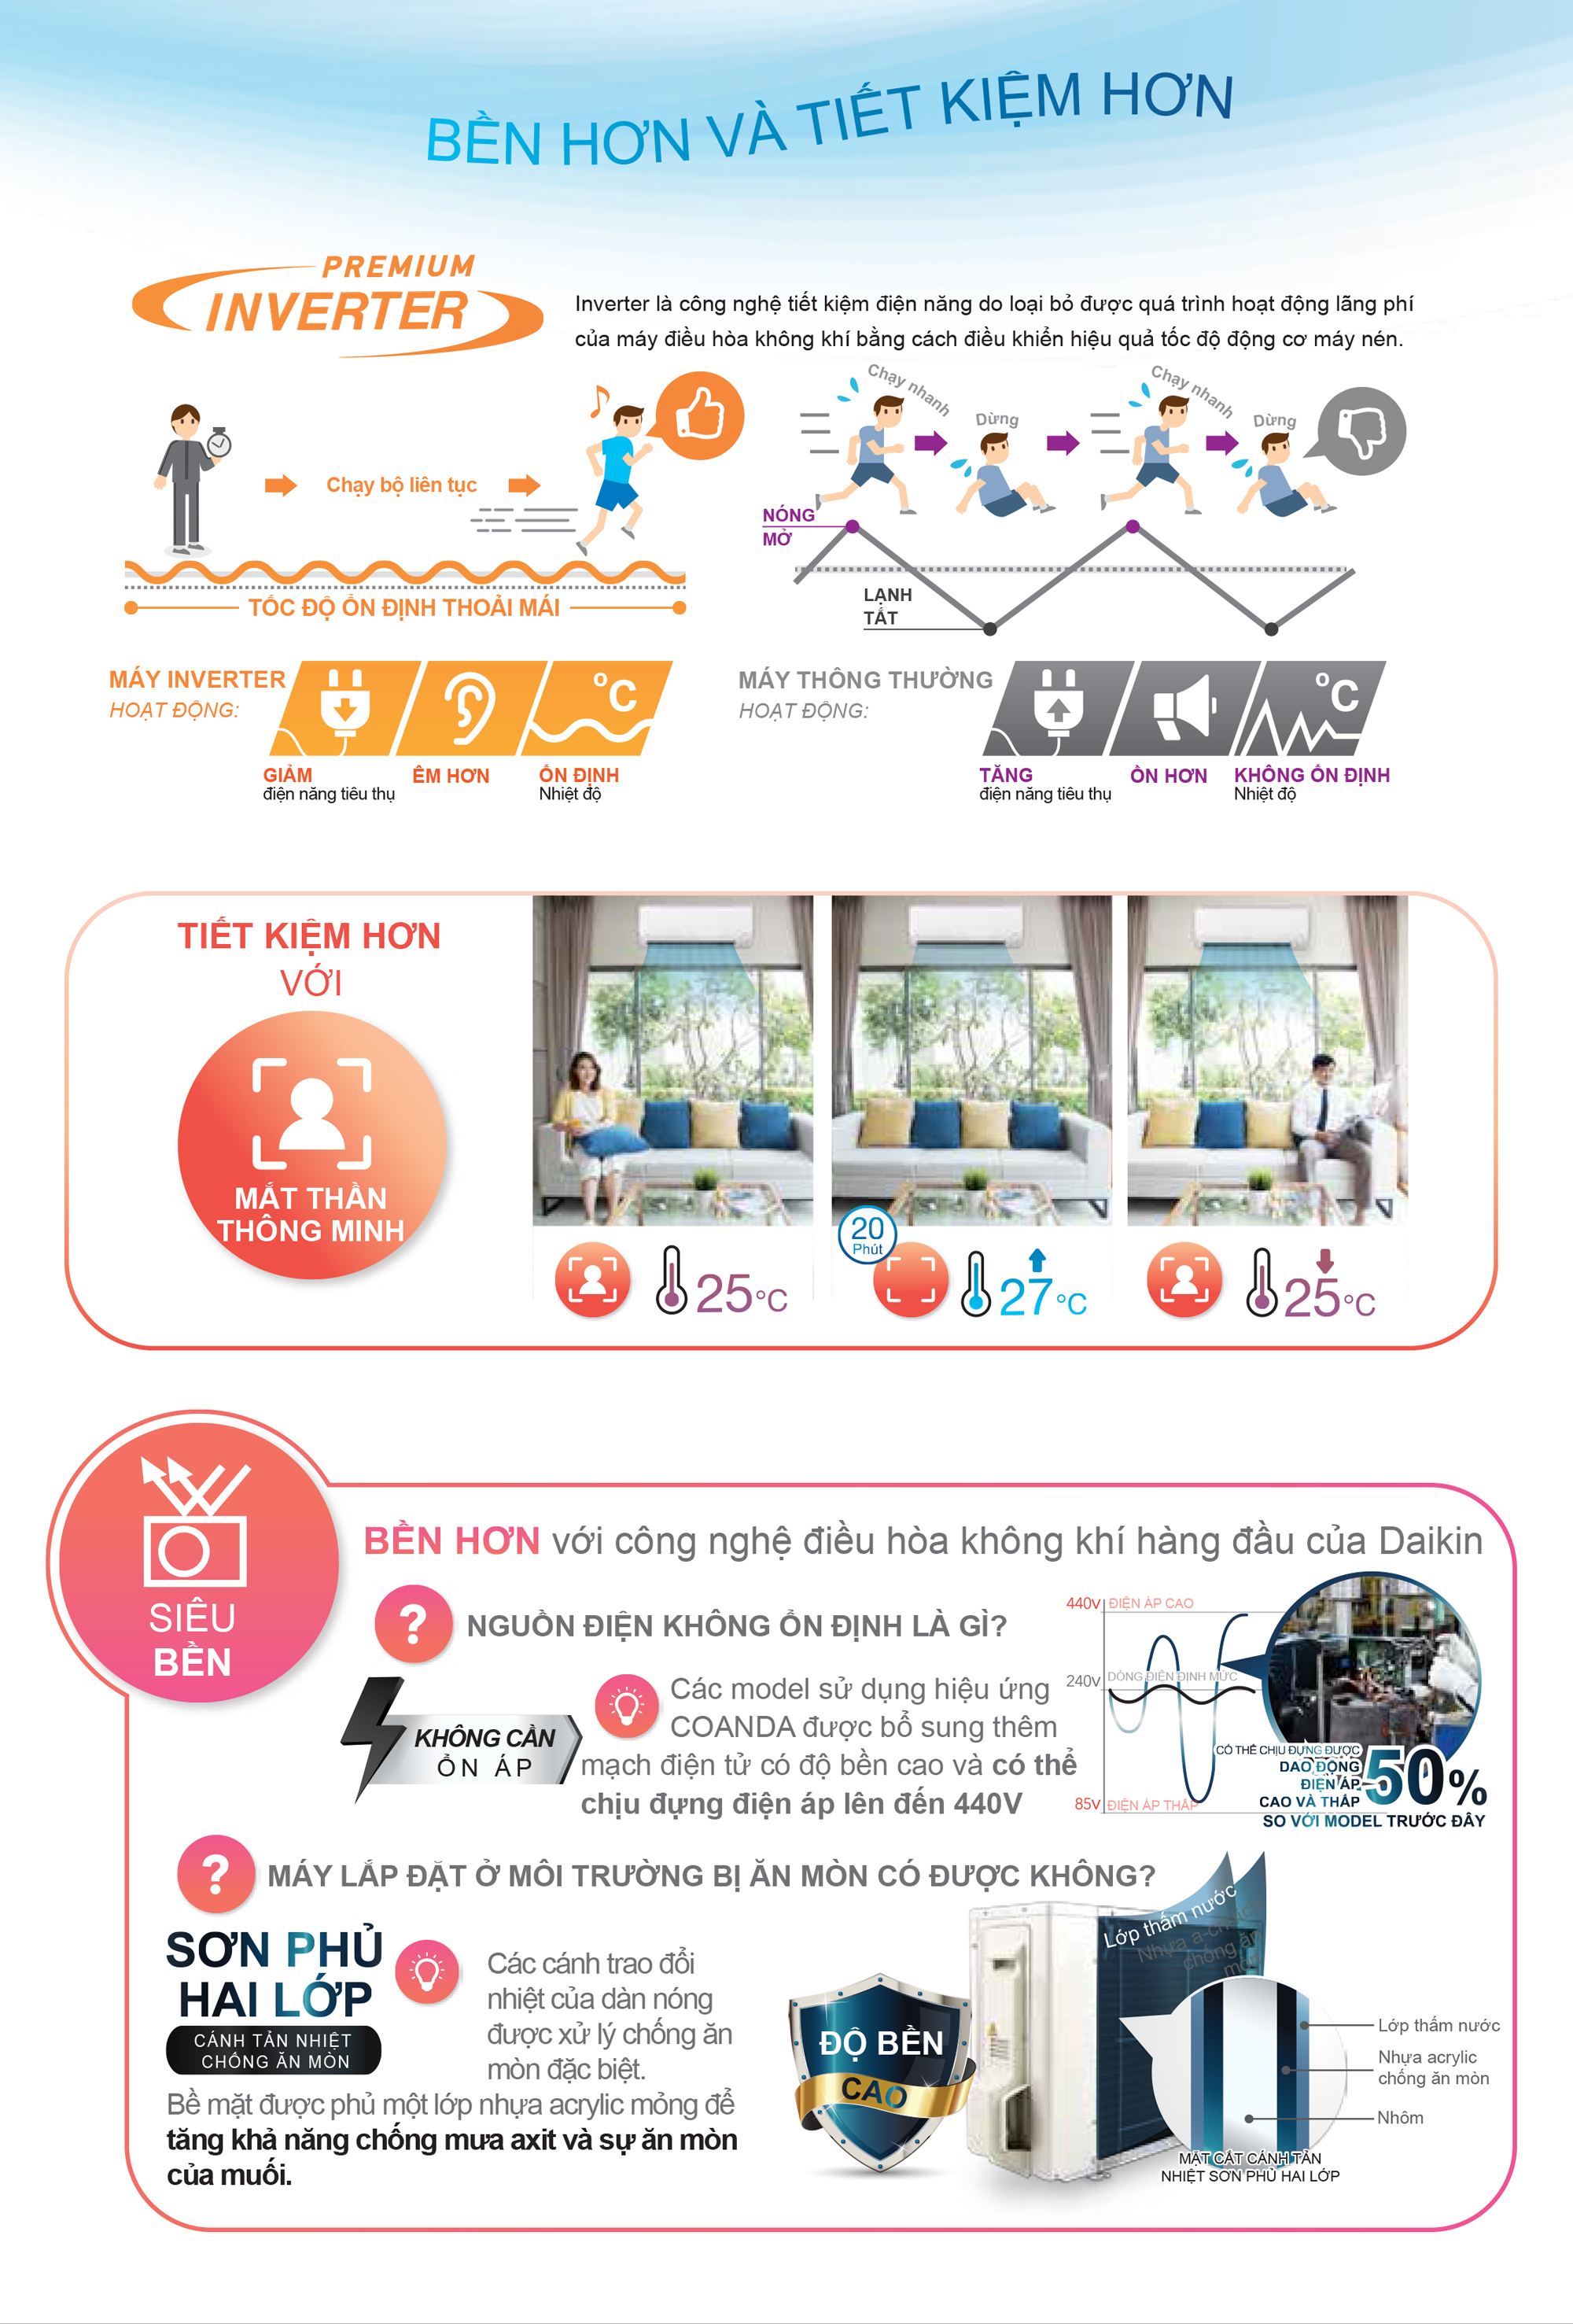 BỀN HƠN VÀ TIẾT KIỆM HƠN
PREMIUM
INVERTER
Inverter là công nghệ tiết kiệm điện năng do loại bỏ được quá trình hoạt động lãng phí
của máy điều hòa không khí bằng cách điều khiển hiệu quả tốc độ động cơ máy nén.
Chạy bộ liên tục
TỐC ĐỘ ỔN ĐỊNH THOẢI MÁI
Chạy nhanh
Dừng
Chạy nhanh
Dừng
NÓNG
MỞ
LẠNH
TẮT
MÁY INVERTER
HOẠT ĐỘNG:
°C
GIẢM
điện năng tiêu thụ
ÊM HƠN
ỔN ĐỊNH
Nhiệt độ
MÁY THÔNG THƯỜNG
HOẠT ĐỘNG:
°C
TĂNG
điện năng tiêu thụ
ỒN HƠN
KHÔNG ỔN ĐỊNH
Nhiệt độ
TIẾT KIỆM HƠN
VỚI
MẮT THẦN
THÔNG MINH
25°C
20
Phút
27°C
25°C
SIÊU
BỀN
BỀN HƠN với công nghệ điều hòa không khí hàng đầu của Daikin
? NGUỒN ĐIỆN KHÔNG ỔN ĐỊNH LÀ GÌ?
KHÔNG CẦN
ỔN ÁP
Các model sử dụng hiệu ứng
COANDA được bổ sung thêm
mạch điện tử có độ bền cao và có thể
chịu đựng điện áp lên đến 440V
440V ĐIỆN ÁP CAO
240V DÒNG ĐIỆN ĐỊNH MỨC
85V ĐIỆN ÁP THẤP
CÓ THỂ CHỊU ĐỰNG ĐƯỢC
DAO ĐỘNG
ĐIỆN ÁP
CAO VÀ THẤP
50%
SO VỚI MODEL TRƯỚC ĐÂY
? MÁY LẮP ĐẶT Ở MÔI TRƯỜNG BỊ ĂN MÒN CÓ ĐƯỢC KHÔNG?
SƠN PHỦ
HAI LỚP
CÁNH TẢN NHIỆT
CHỐNG ĂN MÒN
Các cánh trao đổi
nhiệt của dàn nóng
được xử lý chống ăn
mòn đặc biệt.
Bề mặt được phủ một lớp nhựa acrylic mỏng để
tăng khả năng chống mưa axit và sự ăn mòn
của muối.
ĐỘ BỀN
CAO
Lớp thấm nước
Nhựa a-crylic
chống ăn
mòn
Lớp thấm nước
Nhựa acrylic
chống ăn mòn
Nhôm
MẶT CẮT CÁNH TẢN
NHIỆT SƠN PHỦ HAI LỚP